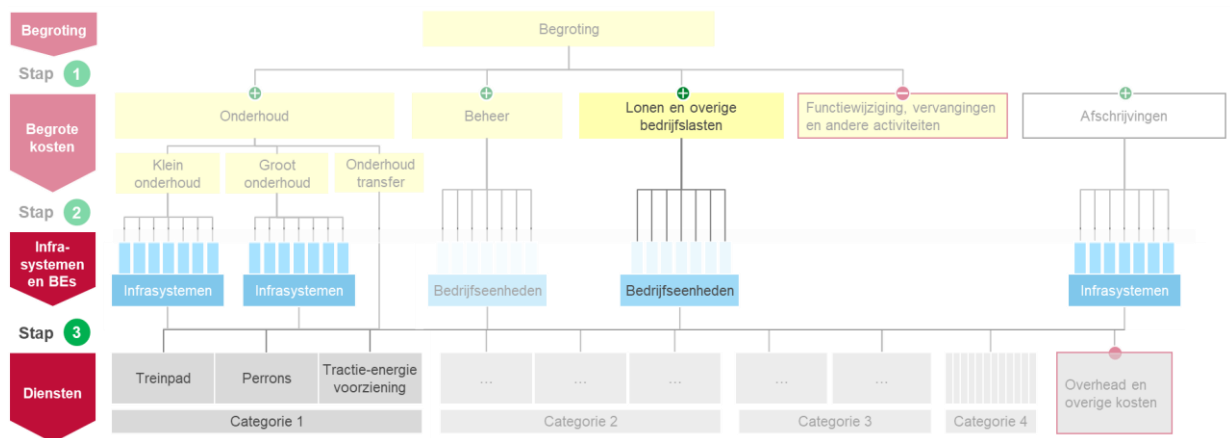 Begroting
Begroting
Stap 1
Begrote
kosten
Onderhoud
Beheer
Lonen en overige
bedrijfslasten
Functiewijziging, vervangingen
en andere activiteiten
Afschrijvingen
Klein
onderhoud
Groot
onderhoud
Onderhoud
transfer
Stap 2
Infra-
systemen
en BEs
Infrasystemen
Infrasystemen
Bedrijfseenheden
Bedrijfseenheden
Infrasystemen
Stap 3
Diensten
Treinpad
Perrons
Tractie-energie
voorziening
...
...
...
...
...
Overhead en
overige kosten
Categorie 1
Categorie 2
Categorie 3
Categorie 4